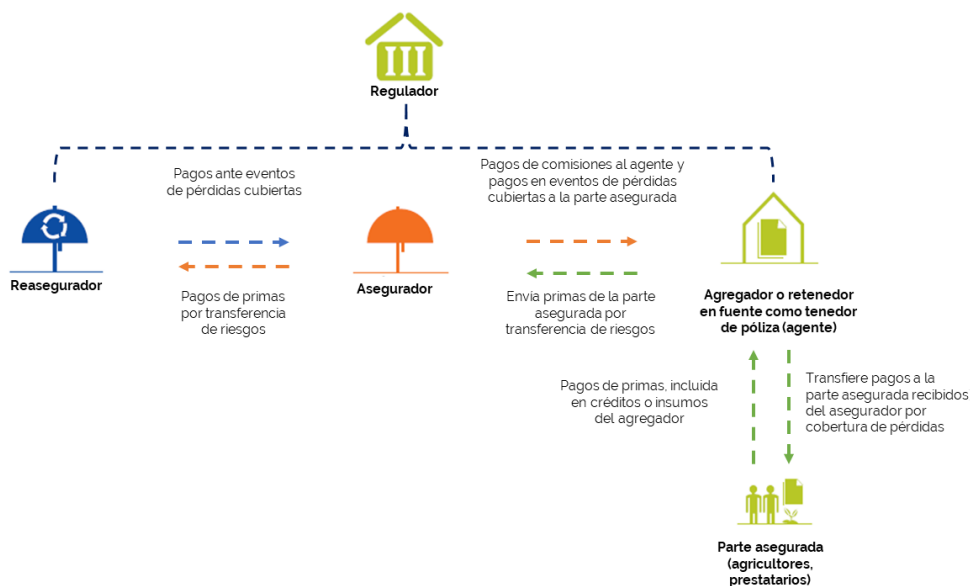 Regulador
Pagos ante eventos
de pérdidas cubiertas
Pagos de comisiones al agente y
pagos en eventos de pérdidas
cubiertas a la parte asegurada
Reasegurador
Asegurador
Pagos de primas
por transferencia
de riesgos
Envía primas de la parte
asegurada por
transferencia de riesgos
Agregador o retenedor
en fuente como tenedor
de póliza (agente)
Pagos de primas, incluida
en créditos o insumos
del agregador
Transfiere pagos a la
parte asegurada recibidos
del asegurador por
cobertura de pérdidas
Parte asegurada
(agricultores,
prestatarios)